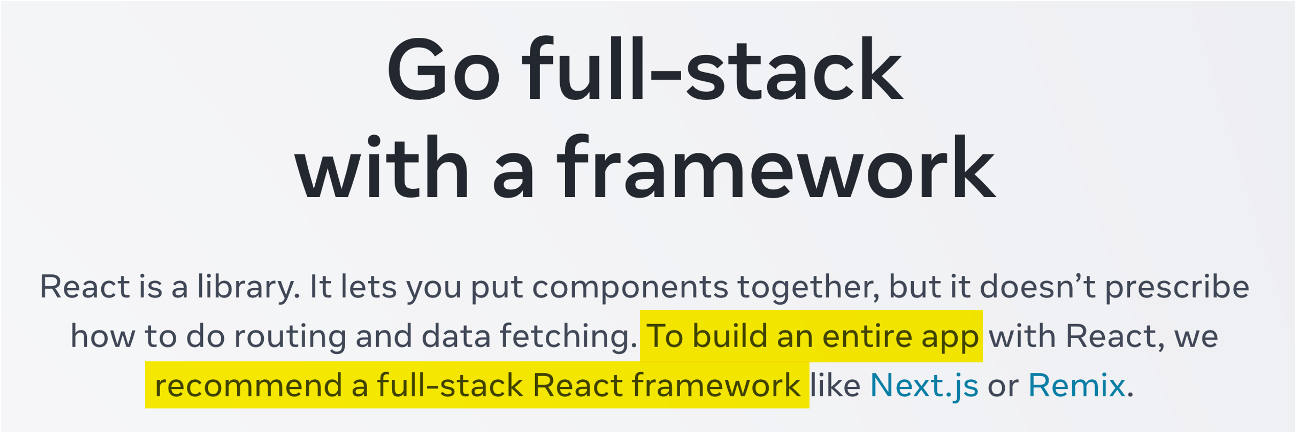 Go full-stack
with a framework
React is a library. It lets you put components together, but it doesn’t prescribe
how to do routing and data fetching. To build an entire app with React, we
recommend a full-stack React framework like Next.js or Remix.